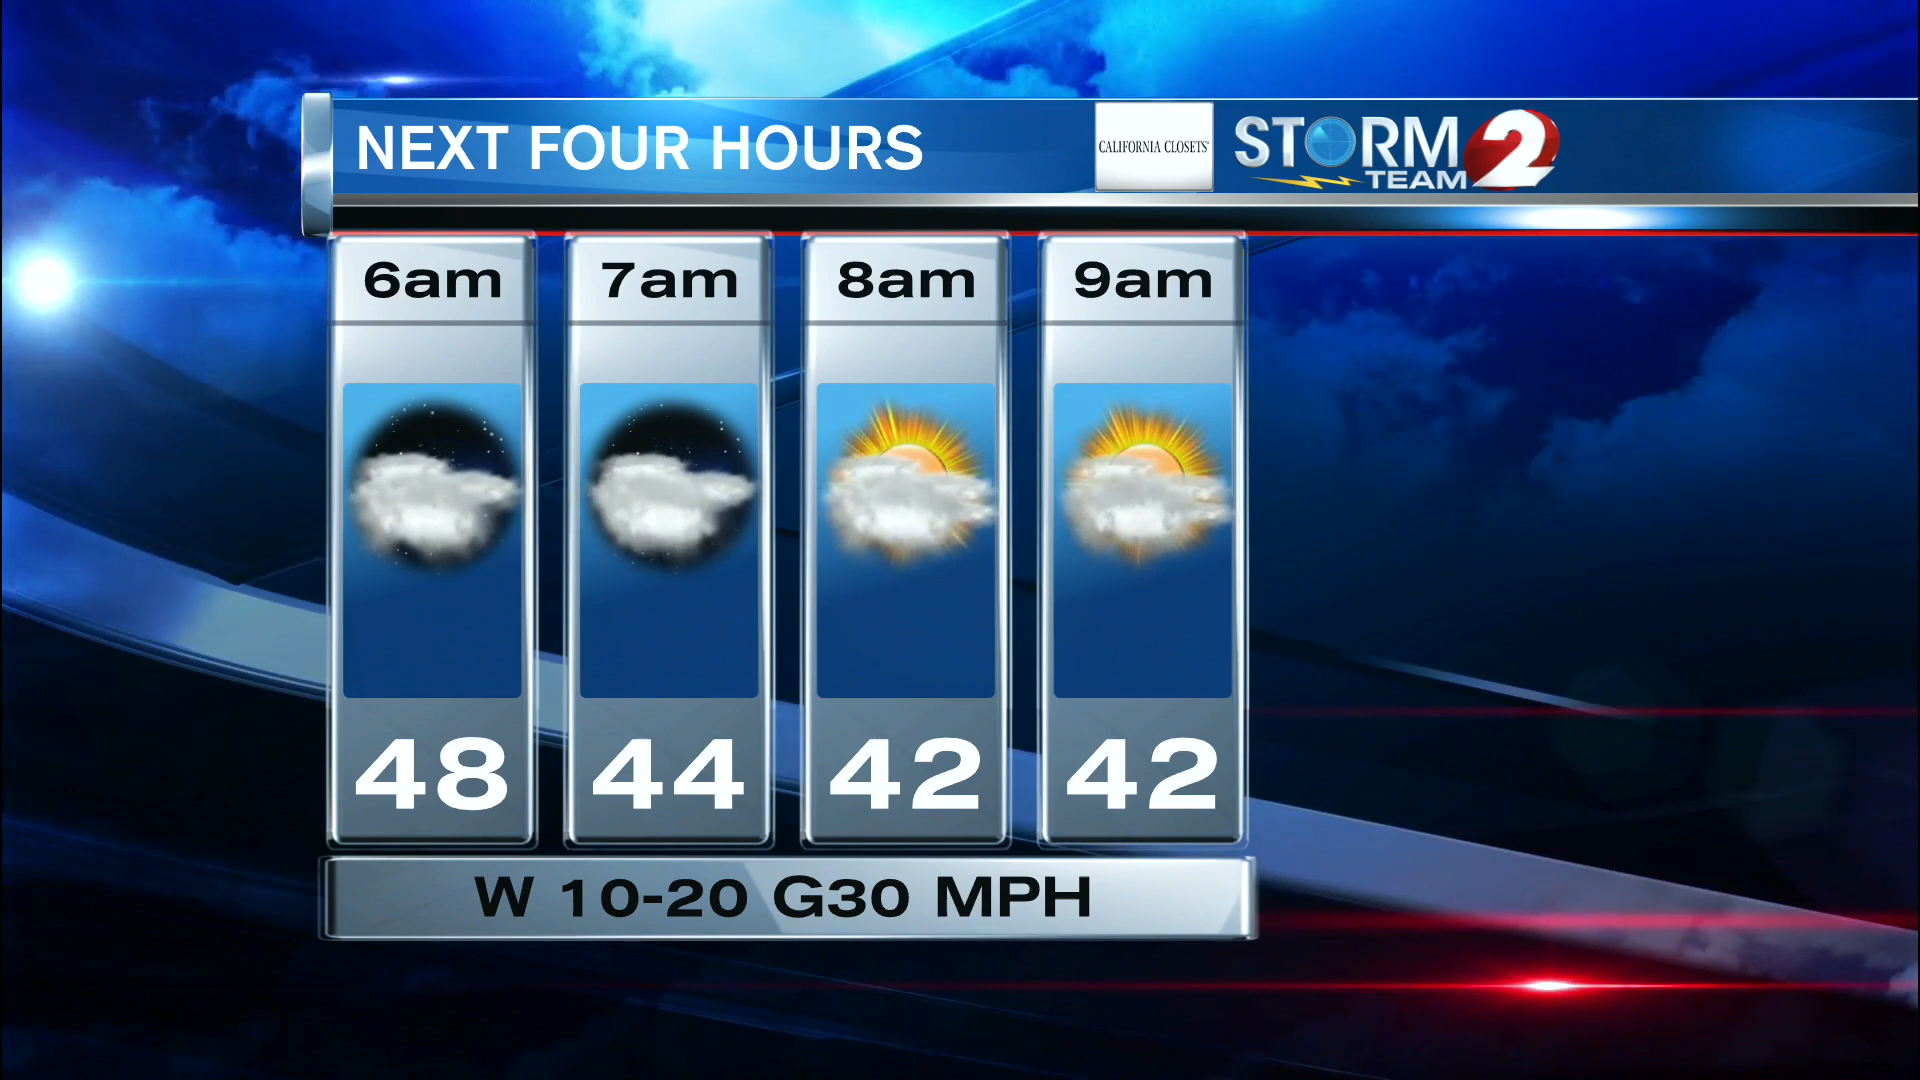 NEXT FOUR HOURS
CALIFORNIA CLOSETS®
STORM
TEAM 2
6am 7am 8am 9am
48 44 42 42
W 10-20 G30 MPH